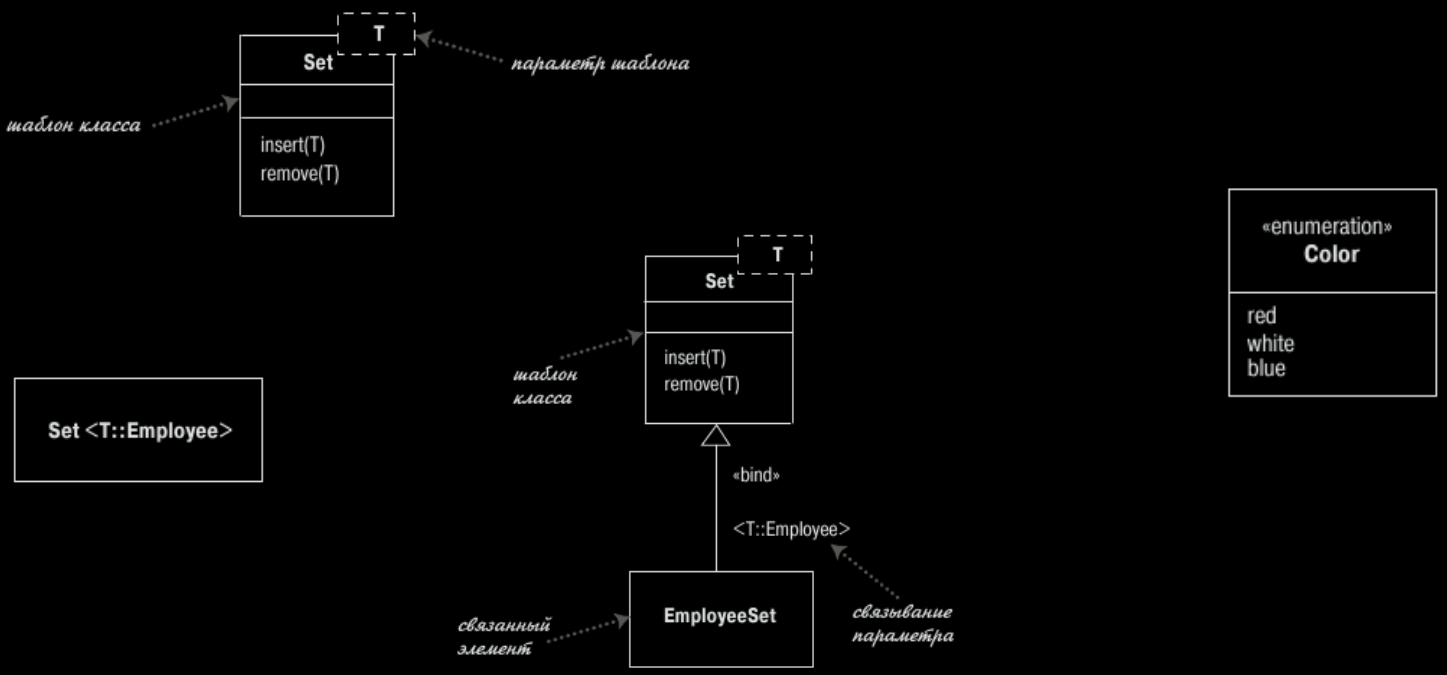 T
Set
параметр шаблона
шаблон класса
insert(T)
remove(T)
Set <T::Employee>
T
Set
шаблон
класса
insert(T)
remove(T)
«bind»
<T::Employee>
EmployeeSet
связанный
элемент
связывание
параметра
«enumeration»
Color
red
white
blue